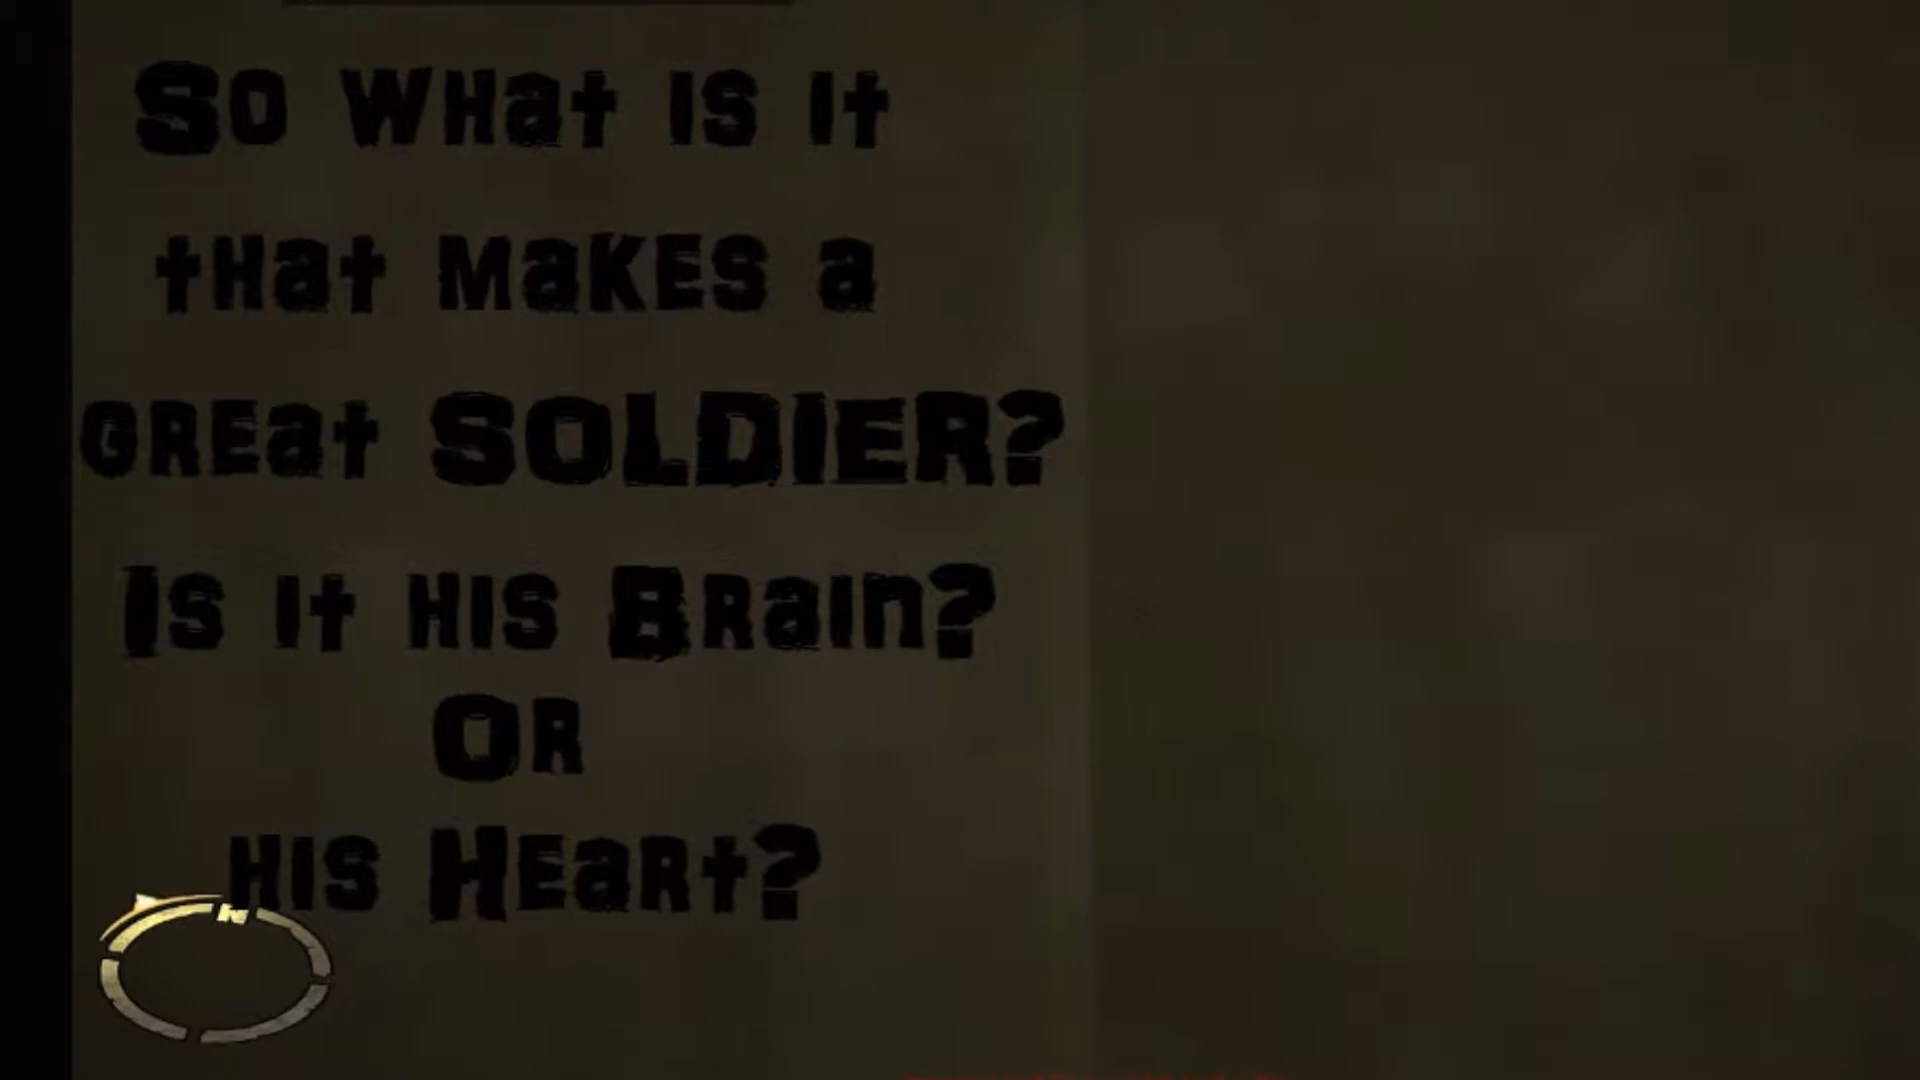 So what is it
that makes a
great SOLDIER?
Is it his Brain?
Or
his Heart?
N